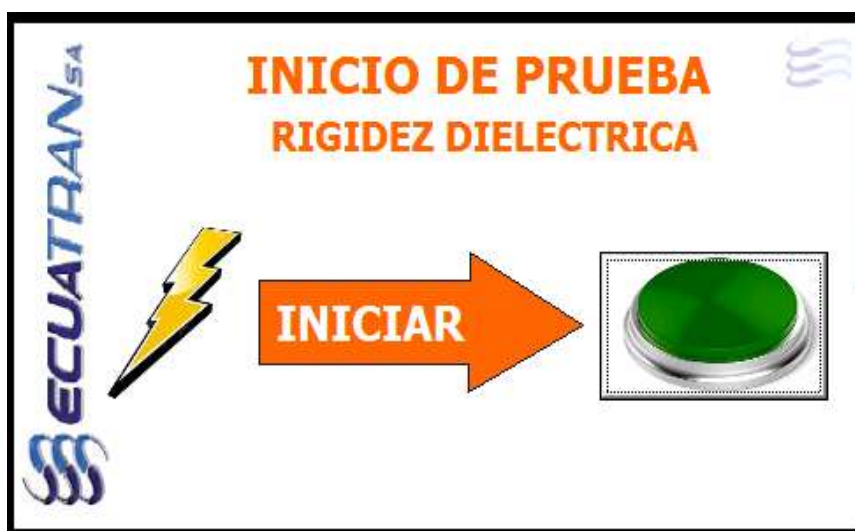 INICIO DE PRUEBA
RIGIDEZ DIELECTRICA
INICIAR
ECUATRAN SA